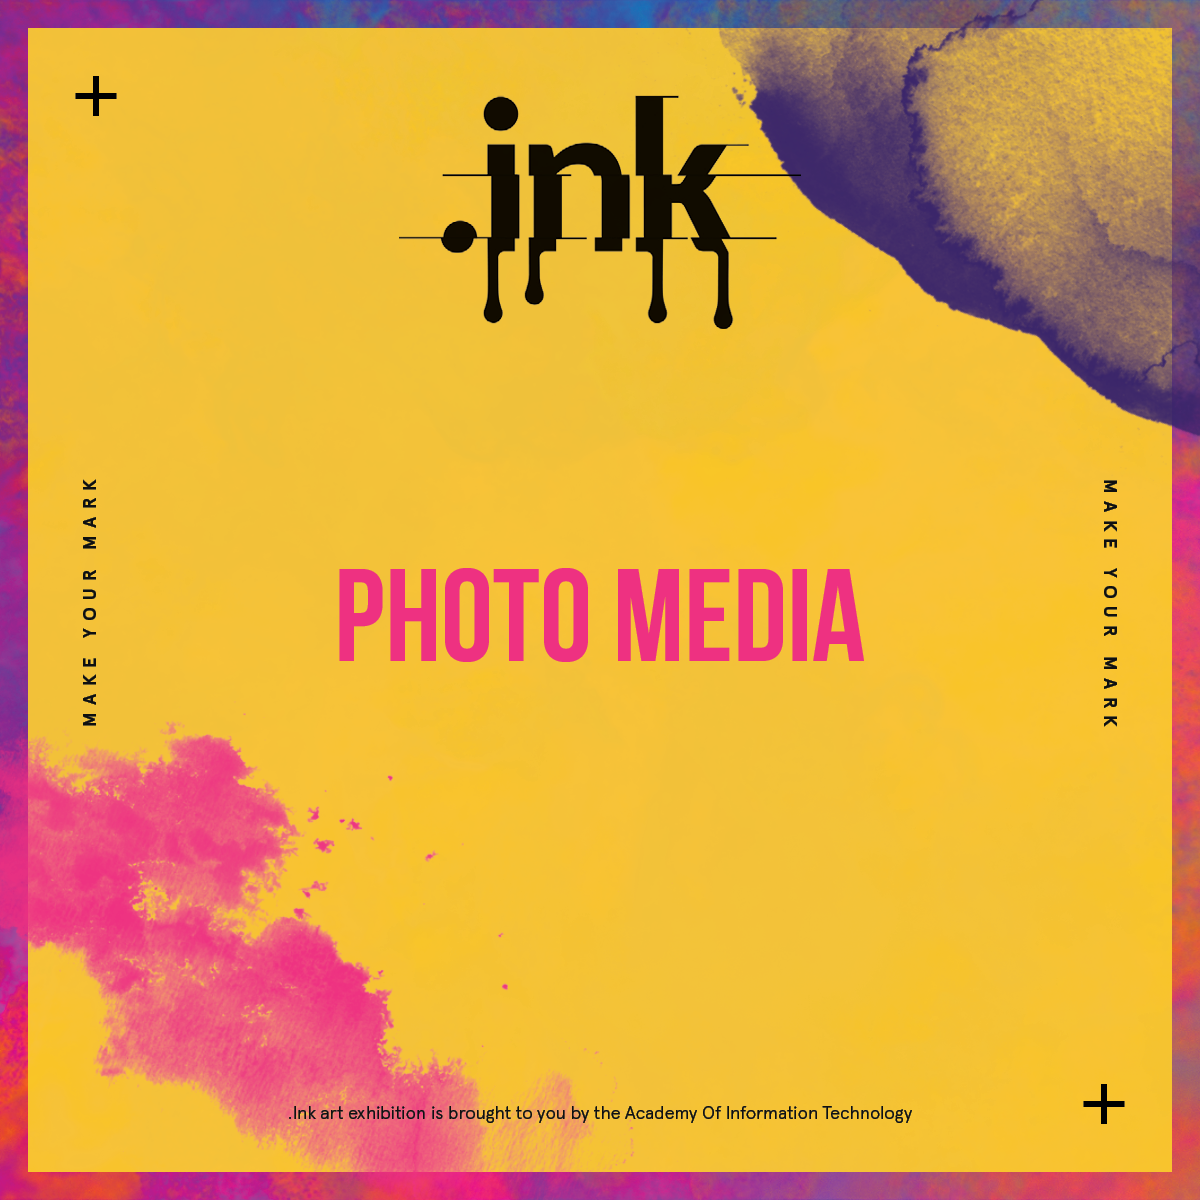 .ink
MAKE YOUR MARK
MAKE YOUR MARK
PHOTO MEDIA
.Ink art exhibition is brought to you by the Academy Of Information Technology